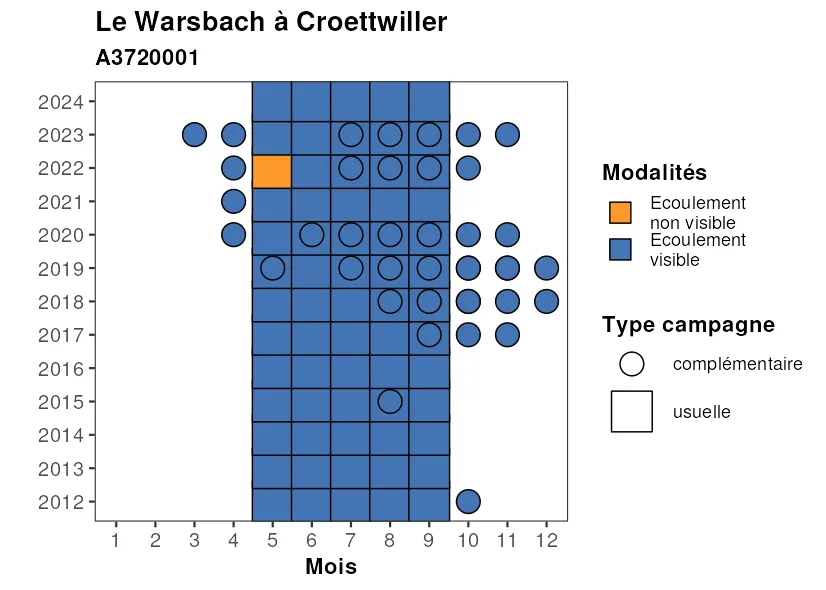 Le Warsbach à Croettwiller
A3720001
2024
2023
2022
2021
2020
2019
2018
2017
2016
2015
2014
2013
2012
1 2 3 4 5 6 7 8 9 10 11 12
Mois
Modalités
Ecoulement
non visible
Ecoulement
visible
Type campagne
complémentaire
usuelle